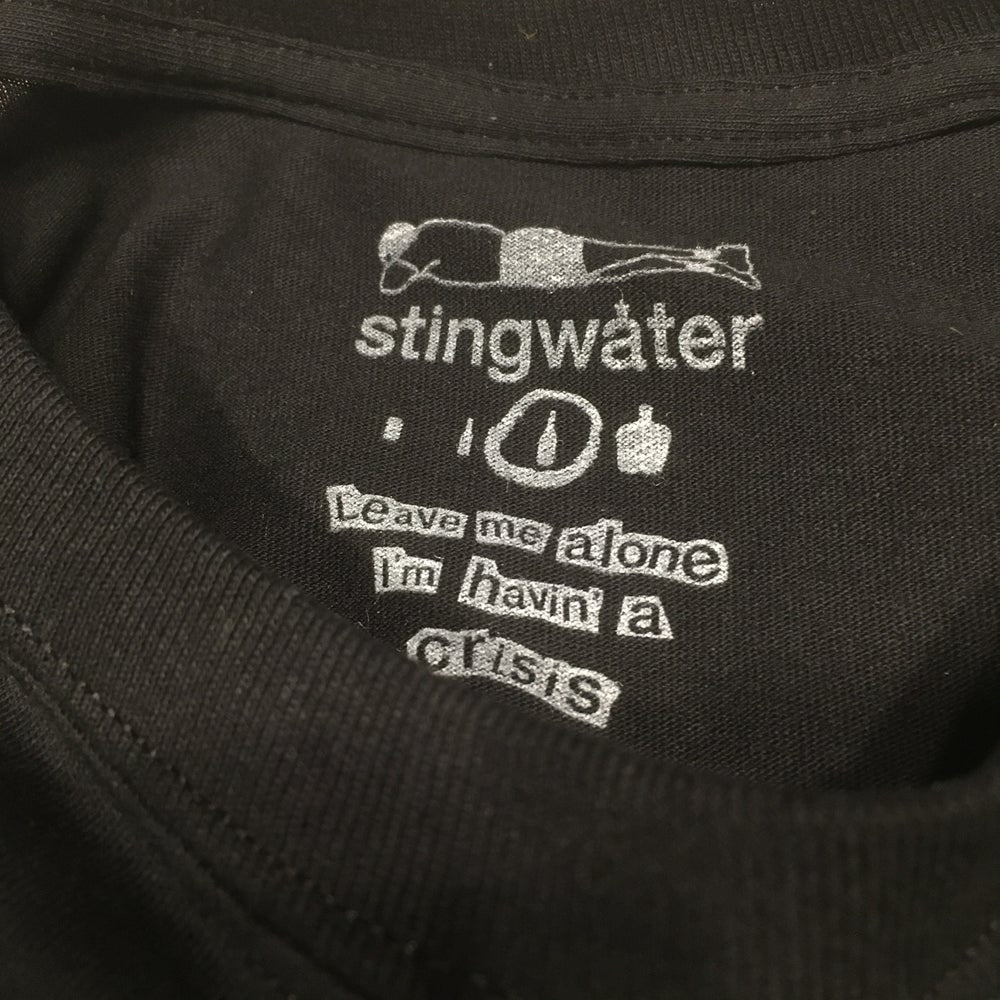 stingwater
Leave me alone
I'm havin' a
crisis